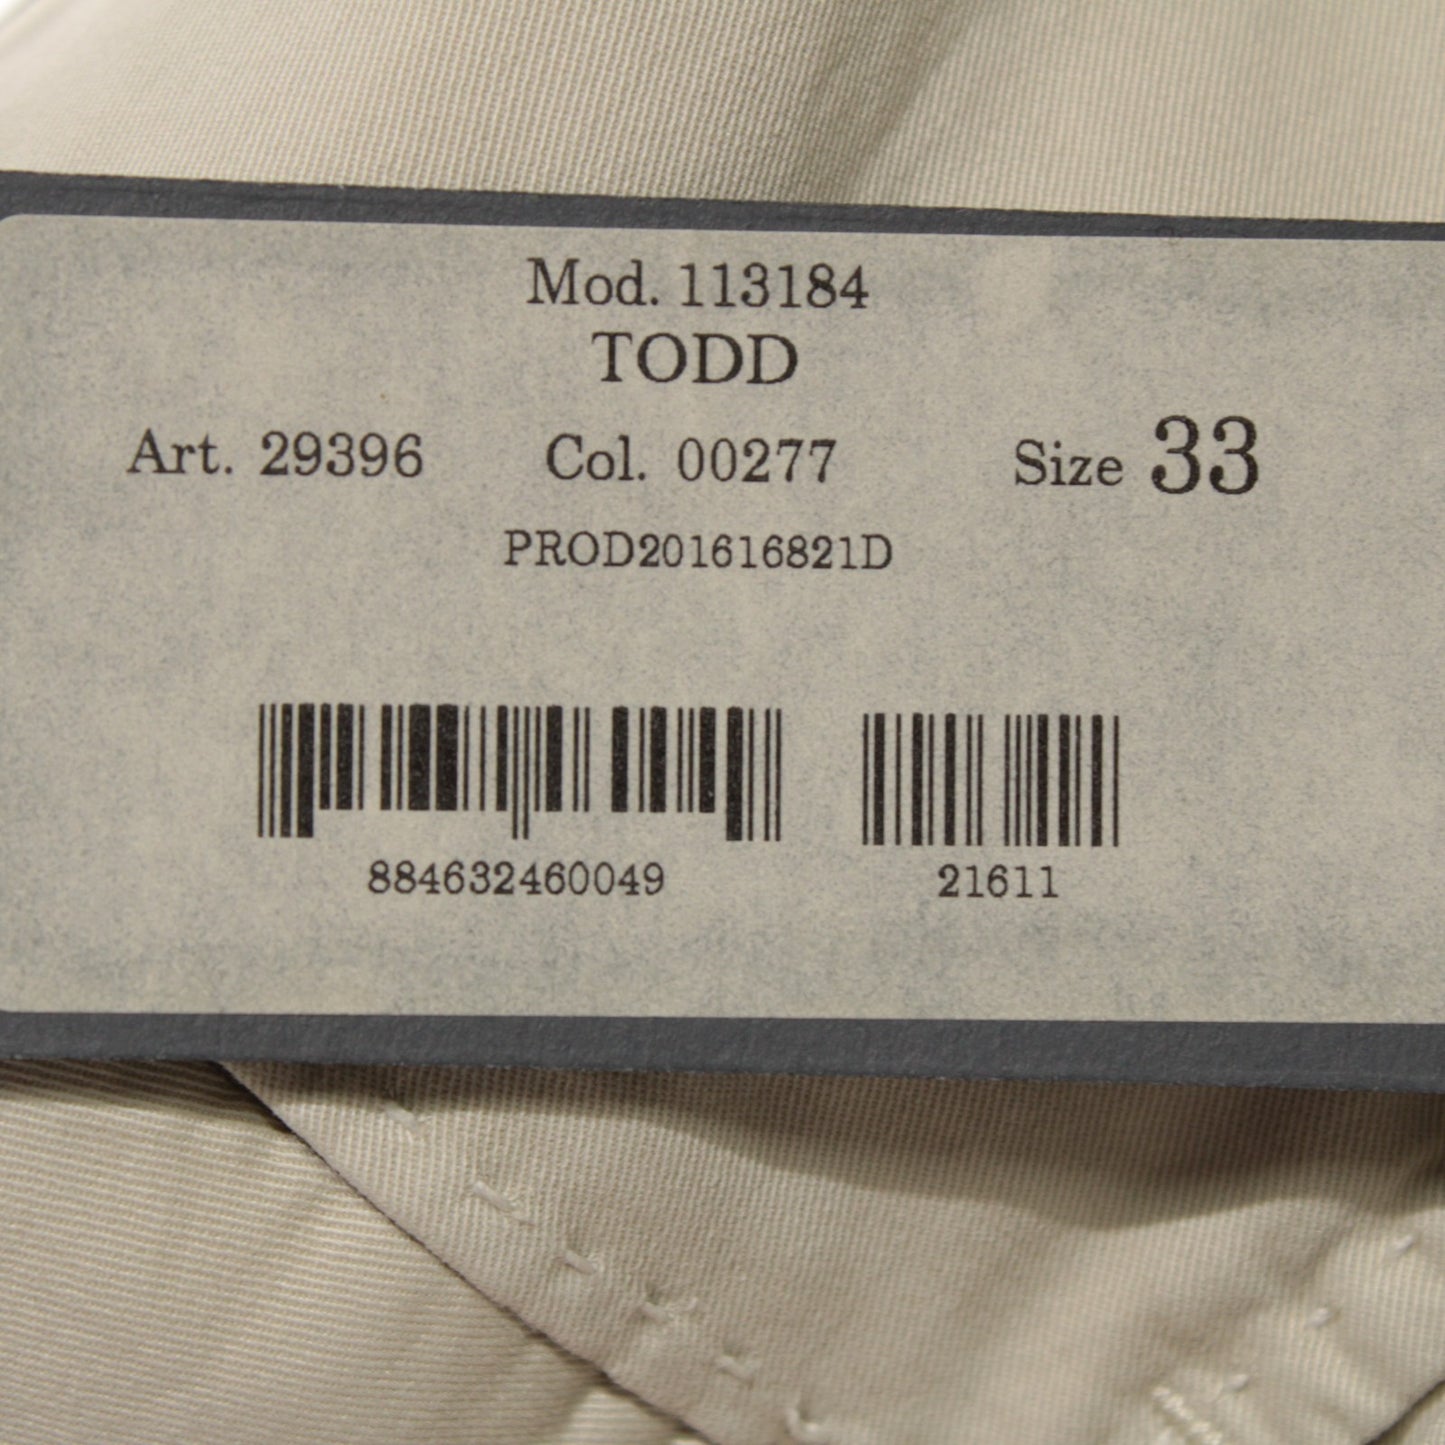 Mod. 113184
TODD
Art. 29396 Col. 00277 Size 33
PROD201616821D
884632460049 21611